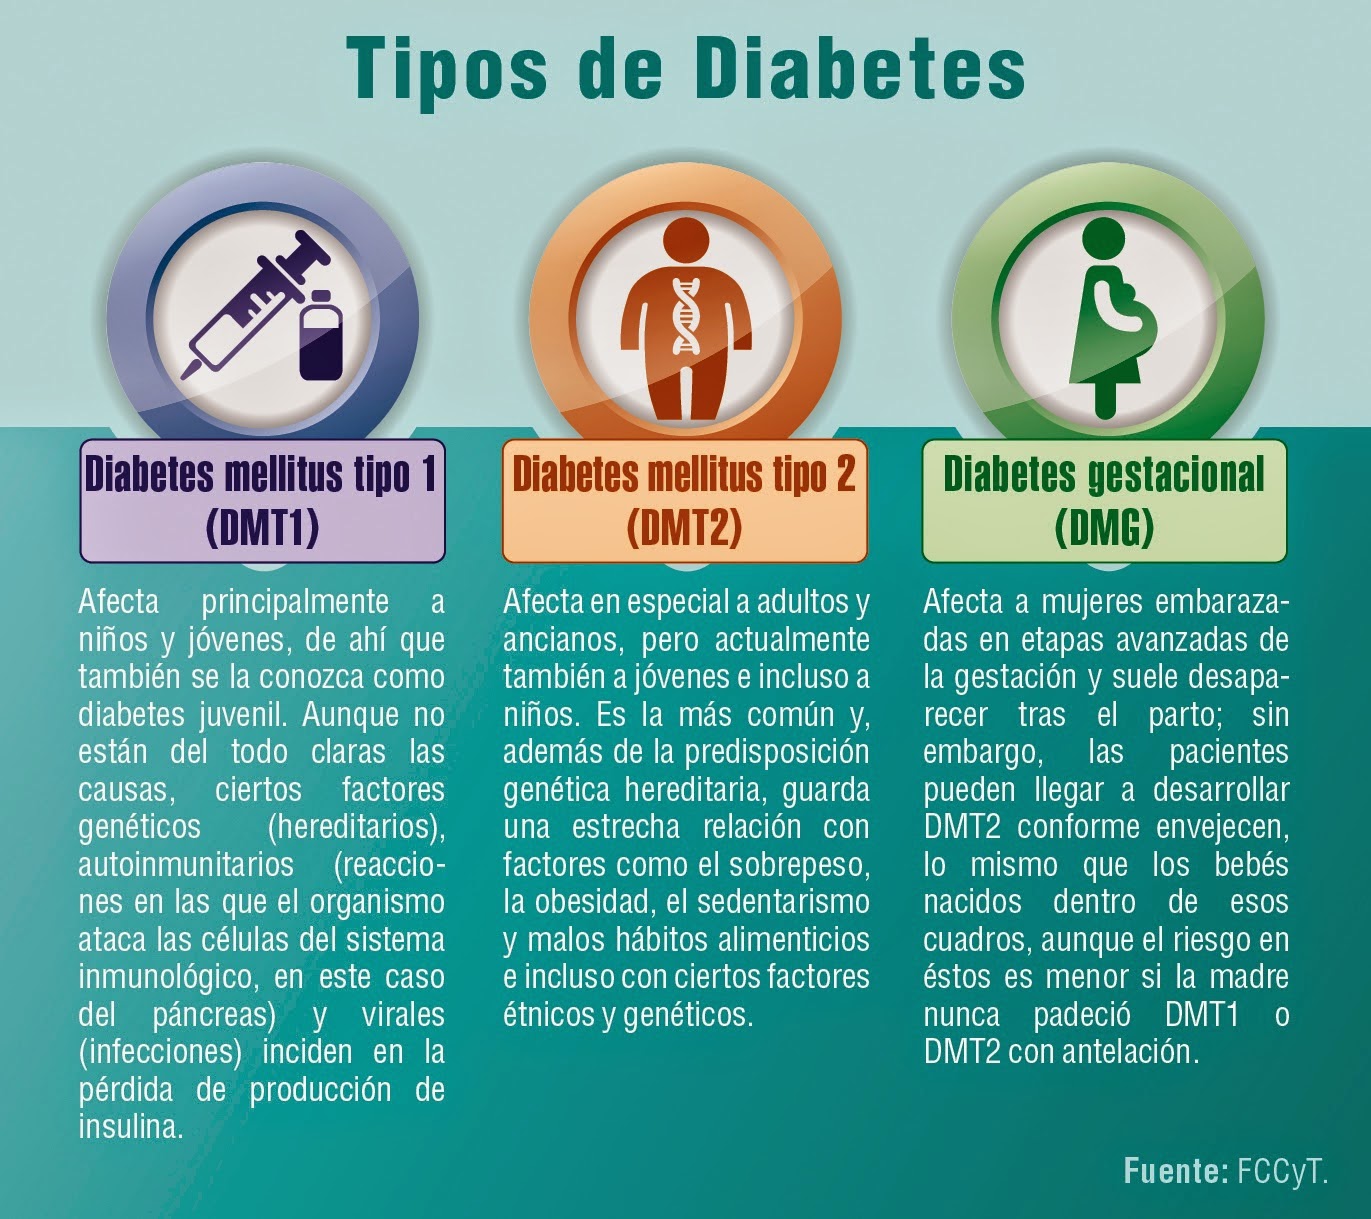 Tipos de Diabetes
Diabetes mellitus tipo 1
(DMT1)
Afecta principalmente a
niños y jóvenes, de ahí que
también se la conozca como
diabetes juvenil. Aunque no
están del todo claras las
causas, ciertos factores
genéticos (hereditarios),
autoinmunitarios (reaccio-
nes en las que el organismo
ataca las células del sistema
inmunológico, en este caso
del páncreas) y virales
(infecciones) inciden en la
pérdida de producción de
insulina.
Diabetes mellitus tipo 2
(DMT2)
Afecta en especial a adultos y
ancianos, pero actualmente
también a jóvenes e incluso a
niños. Es la más común y,
además de la predisposición
genética hereditaria, guarda
una estrecha relación con
factores como el sobrepeso,
la obesidad, el sedentarismo
y malos hábitos alimenticios
e incluso con ciertos factores
étnicos y genéticos.
Diabetes gestacional
(DMG)
Afecta a mujeres embaraza-
das en etapas avanzadas de
la gestación y suele desapa-
recer tras el parto; sin
embargo, las pacientes
pueden llegar a desarrollar
DMT2 conforme envejecen,
lo mismo que los bebés
nacidos dentro de esos
cuadros, aunque el riesgo en
éstos es menor si la madre
nunca padeció DMT1 o
DMT2 con antelación.
Fuente: FCCyT.